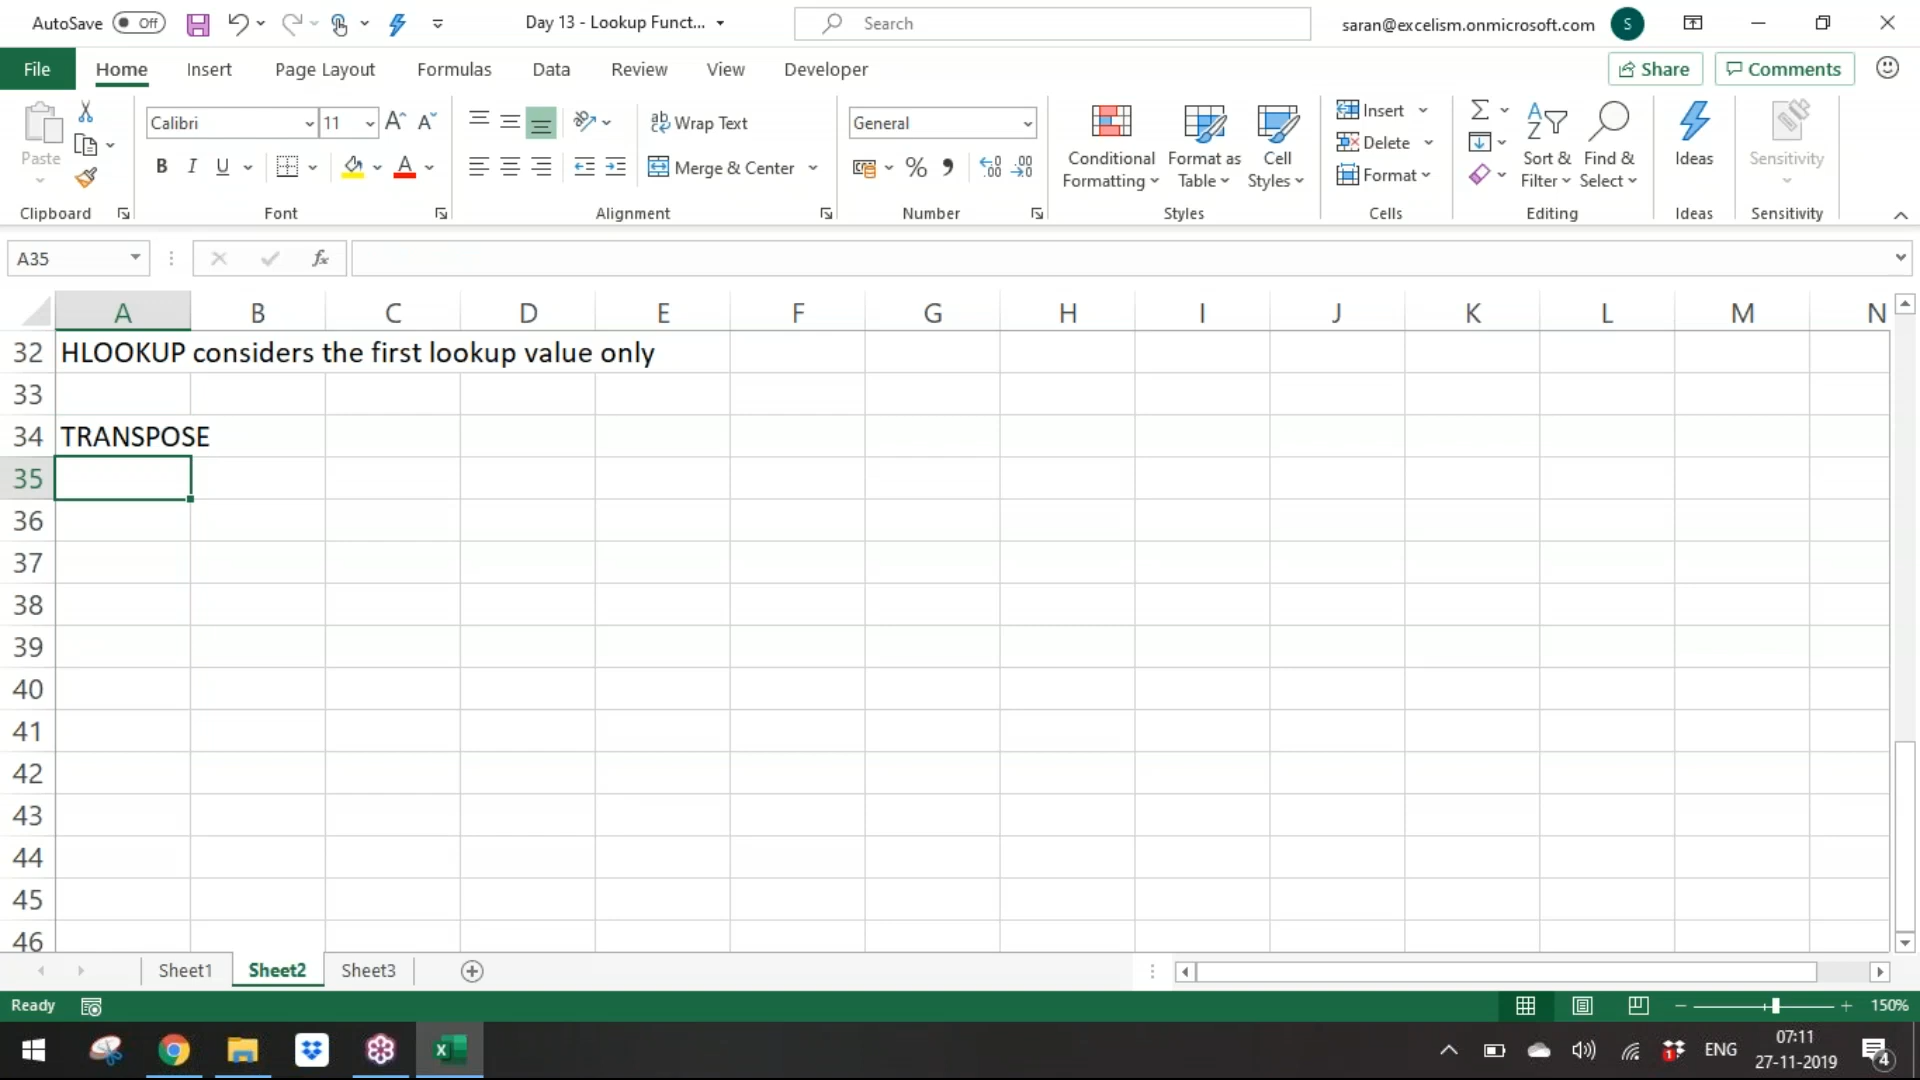 AutoSave Off Day 13 - Lookup Funct... Search saran@excelism.onmicrosoft.com S
File Home Insert Page Layout Formulas Data Review View Developer Share Comments
Calibri 11 ab Wrap Text General Insert
Paste B I U A Merge & Center % Conditional Formatting Format as Table Cell Styles Delete Sort & Filter Find & Select Ideas Sensitivity
Format
Clipboard Font Alignment Number Styles Cells Editing Ideas Sensitivity
A35 fx
A B C D E F G H I J K L M N
32 HLOOKUP considers the first lookup value only
33
34 TRANSPOSE
35
36
37
38
39
40
41
42
43
44
45
46
Sheet1 Sheet2 Sheet3
Ready 150%
ENG 07:11
27-11-2019 4